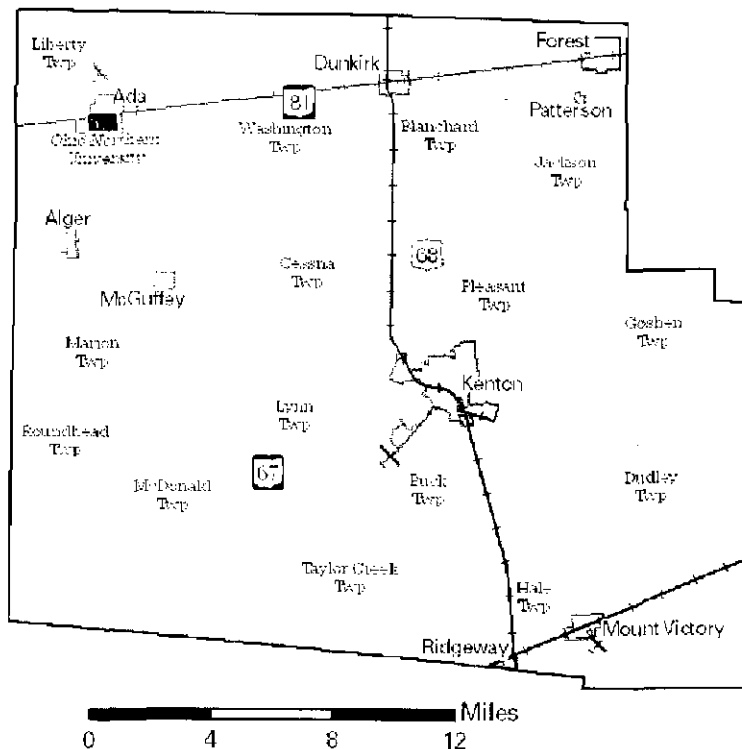 Liberty
Twp
Forest
Dunkirk
Ada
81
Patterson
Ohio Northern
University
Washington
Twp
Blanchard
Twp
Jackson
Twp
Alger
68
Cessna
Twp
McGuffey
Pleasant
Twp
Goshen
Twp
Marion
Twp
Kenton
Lynn
Twp
Roundhead
Twp
67
McDonald
Twp
Buck
Twp
Dudley
Twp
Taylor Creek
Twp
Hale
Twp
Mount Victory
Ridgeway
Miles
0 4 8 12